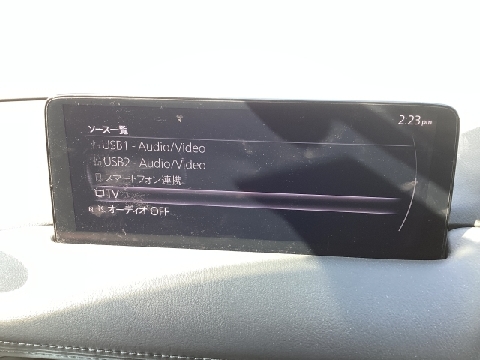 2:23 pm
ソース一覧
USB1 - Audio/Video
USB2 - Audio/Video
スマートフォン連携
TV
オーディオ OFF